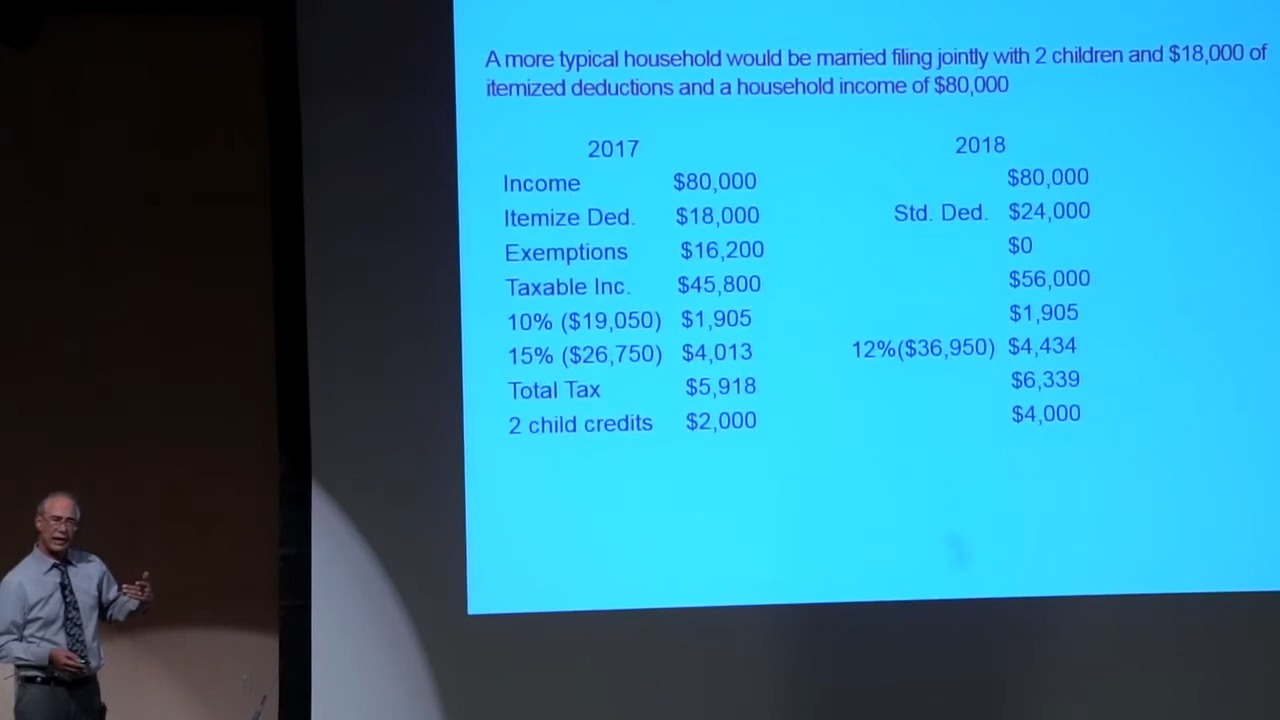 A more typical household would be married filing jointly with 2 children and $18,000 of
itemized deductions and a household income of $80,000
2017 2018
Income $80,000 $80,000
Itemize Ded. $18,000 Std. Ded. $24,000
Exemptions $16,200 $0
Taxable Inc. $45,800 $56,000
10% ($19,050) $1,905 $1,905
15% ($26,750) $4,013 12%($36,950) $4,434
Total Tax $5,918 $6,339
2 child credits $2,000 $4,000